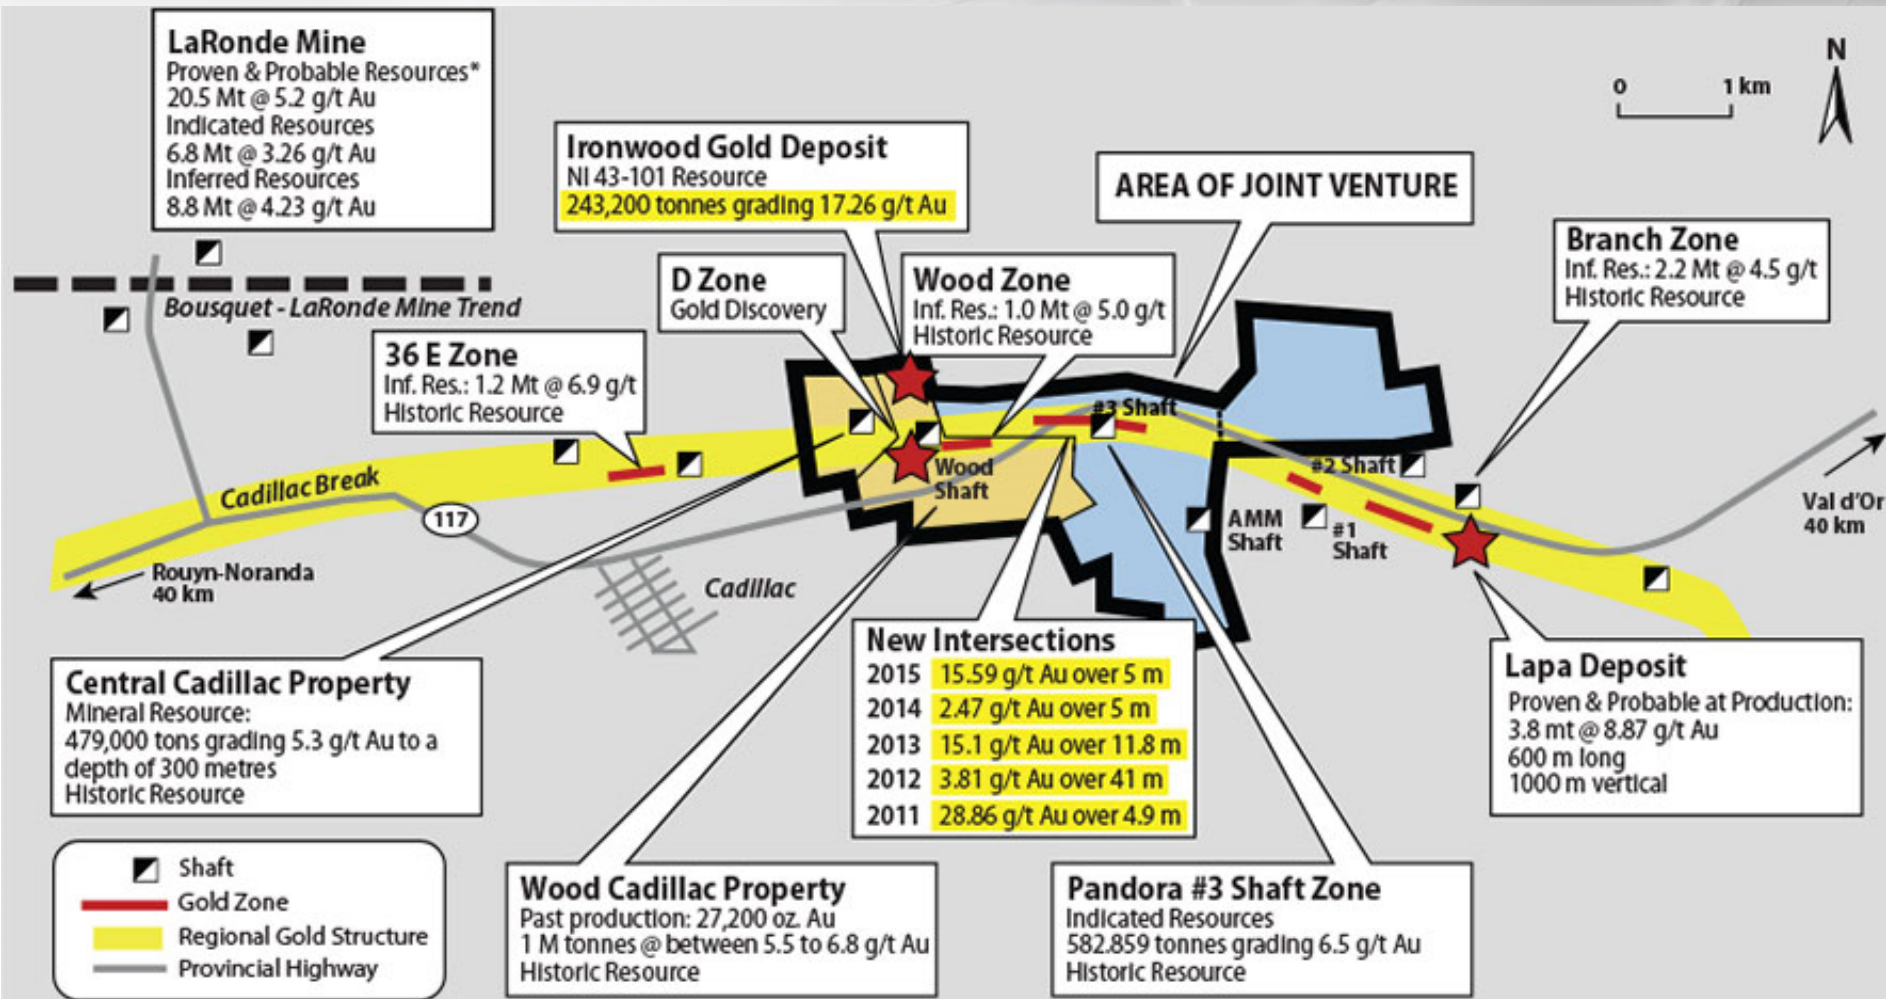 LaRonde Mine
Proven & Probable Resources*
20.5 Mt @ 5.2 g/t Au
Indicated Resources
6.8 Mt @ 3.26 g/t Au
Inferred Resources
8.8 Mt @ 4.23 g/t Au
Ironwood Gold Deposit
NI 43-101 Resource
243,200 tonnes grading 17.26 g/t Au
AREA OF JOINT VENTURE
0 1 km
N
Branch Zone
Inf. Res.: 2.2 Mt @ 4.5 g/t
Historic Resource
D Zone
Gold Discovery
Wood Zone
Inf. Res.: 1.0 Mt @ 5.0 g/t
Historic Resource
Bousquet - LaRonde Mine Trend
36 E Zone
Inf. Res.: 1.2 Mt @ 6.9 g/t
Historic Resource
#3 Shaft
Wood
Shaft
#2 Shaft
Cadillac Break
117
AMM
Shaft
#1
Shaft
Val d'Or
40 km
Rouyn-Noranda
40 km
Cadillac
Central Cadillac Property
Mineral Resource:
479,000 tons grading 5.3 g/t Au to a
depth of 300 metres
Historic Resource
New Intersections
2015 15.59 g/t Au over 5 m
2014 2.47 g/t Au over 5 m
2013 15.1 g/t Au over 11.8 m
2012 3.81 g/t Au over 41 m
2011 28.86 g/t Au over 4.9 m
Lapa Deposit
Proven & Probable at Production:
3.8 mt @ 8.87 g/t Au
600 m long
1000 m vertical
Shaft
Gold Zone
Regional Gold Structure
Provincial Highway
Wood Cadillac Property
Past production: 27,200 oz. Au
1 M tonnes @ between 5.5 to 6.8 g/t Au
Historic Resource
Pandora #3 Shaft Zone
Indicated Resources
582.859 tonnes grading 6.5 g/t Au
Historic Resource